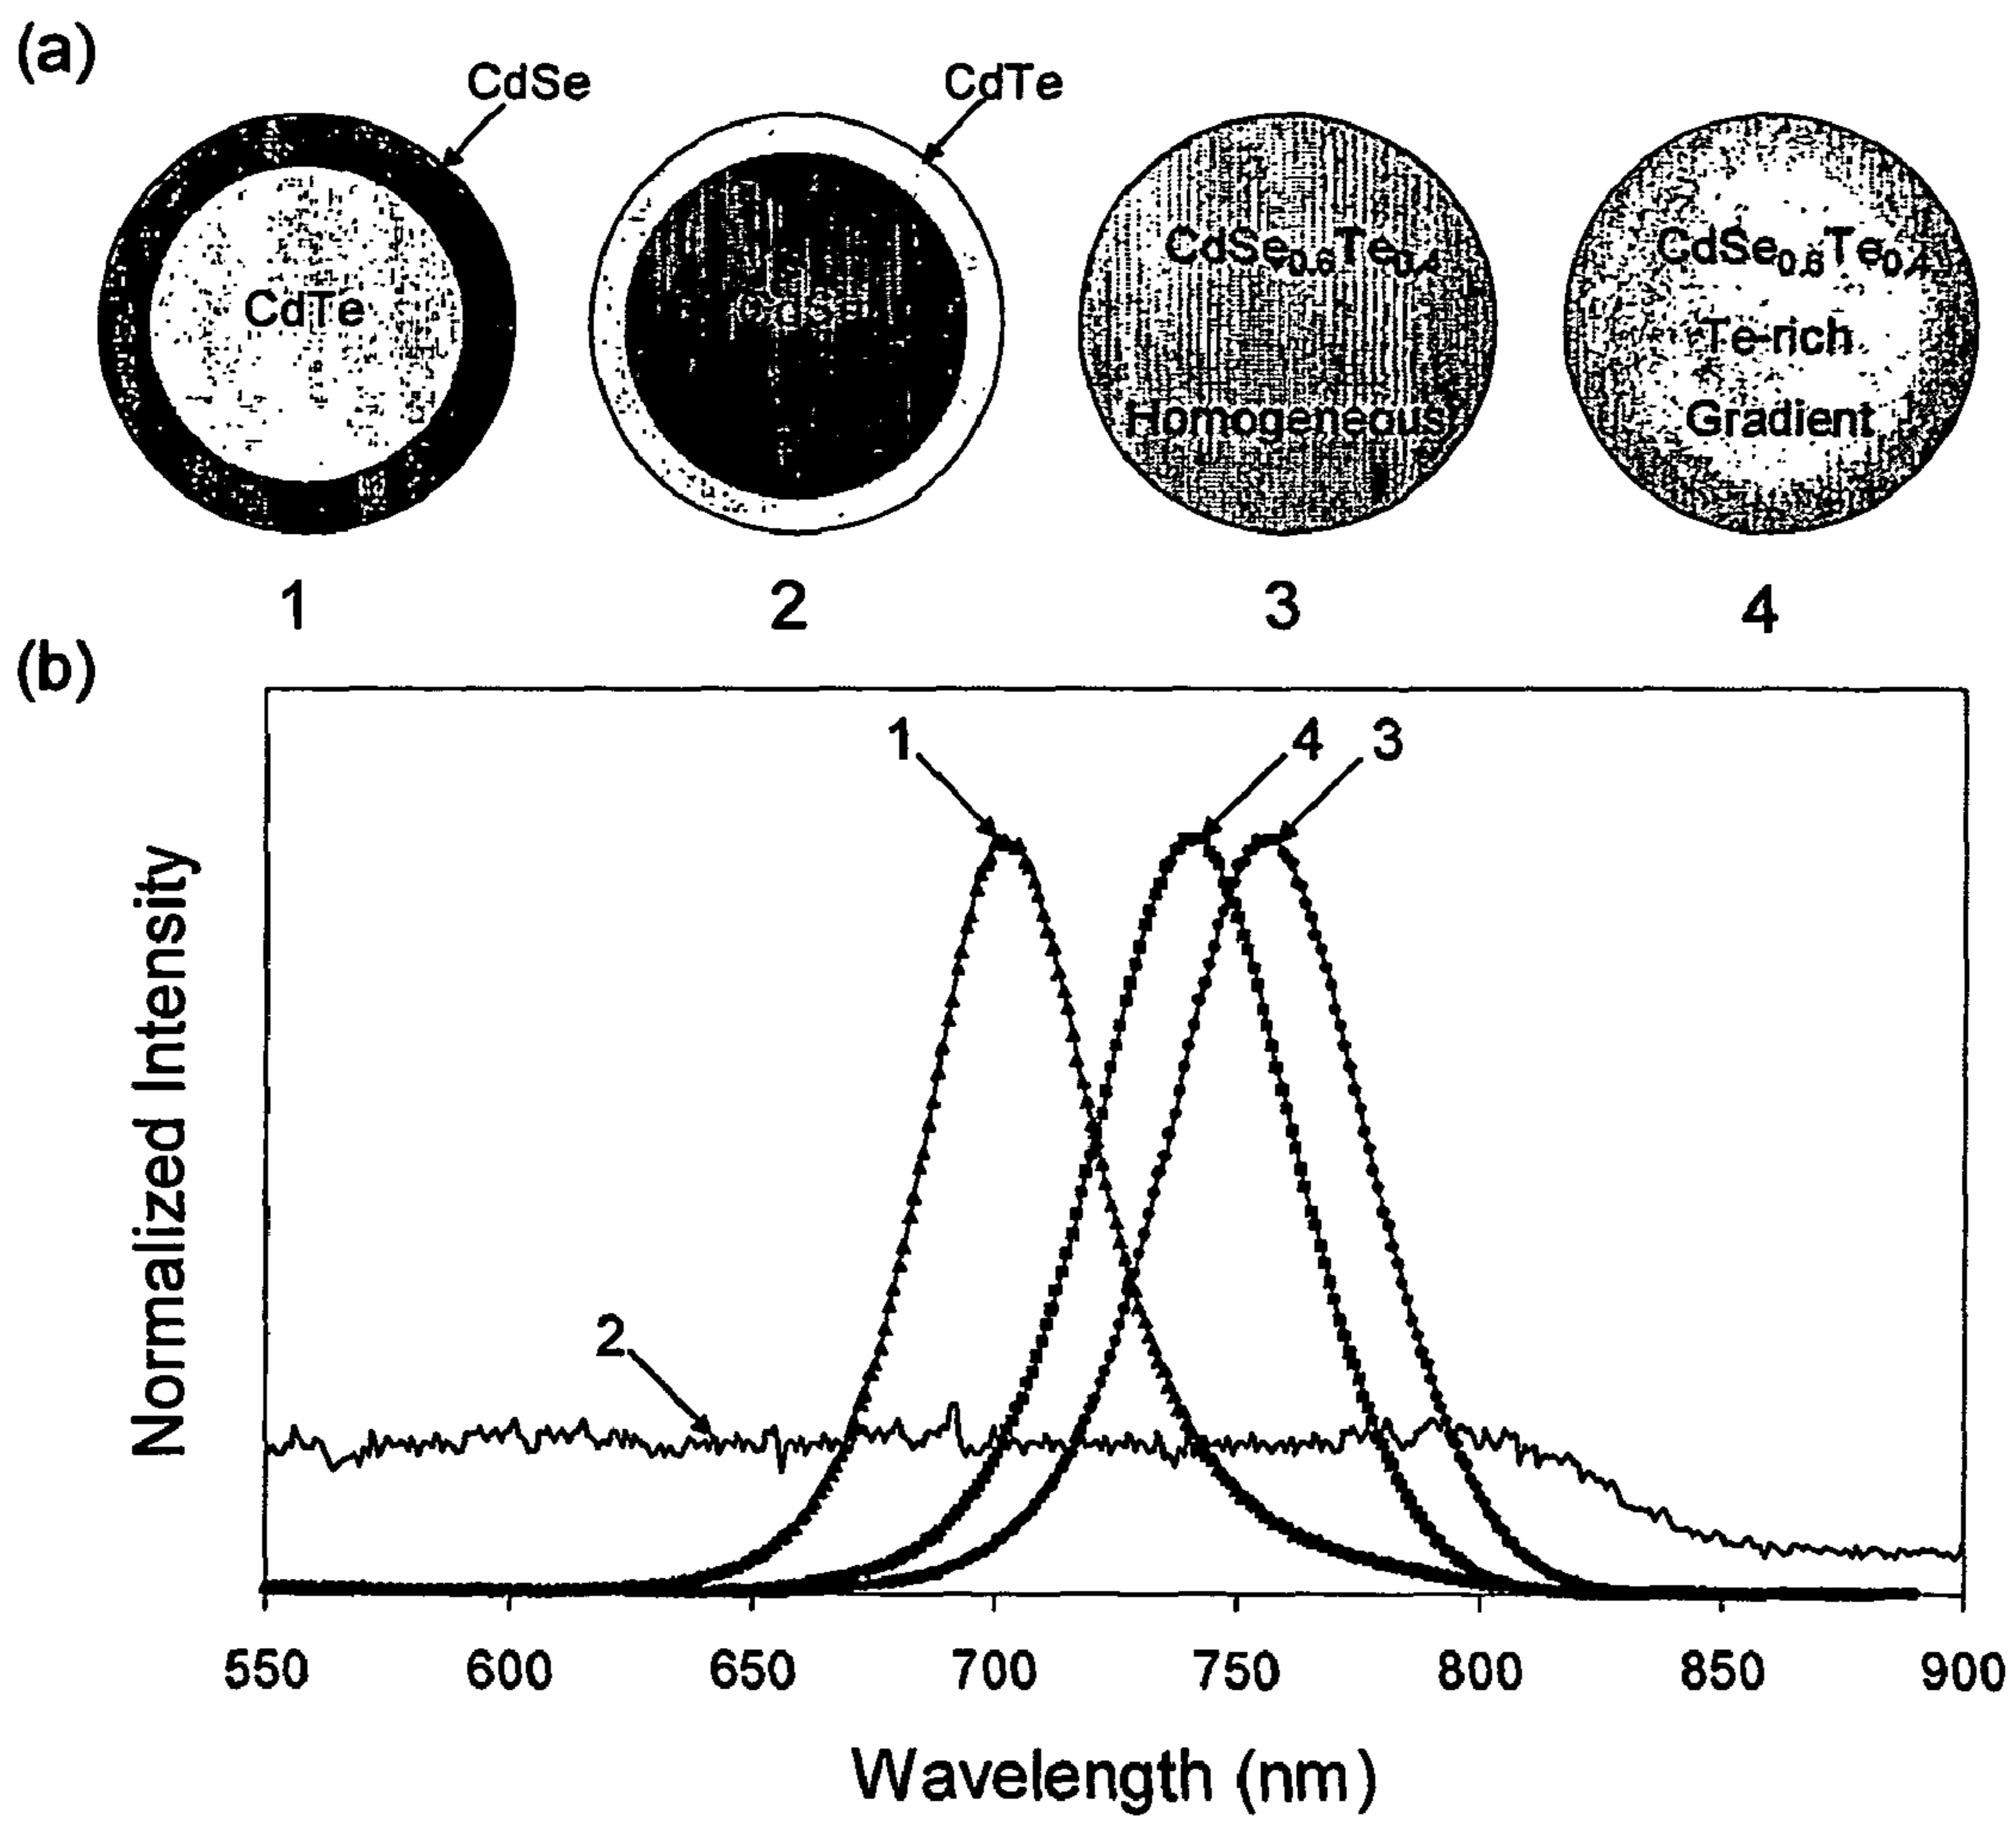 (a)
CdSe
CdTe
CdTe
CdSe₀.₆Te₀.₄
Homogeneous
CdSe₀.₆Te₀.₄
Te-rich
Gradient
1
2
3
4
(b)
1
4
3
2
Normalized Intensity
550
600
650
700
750
800
850
900
Wavelength (nm)